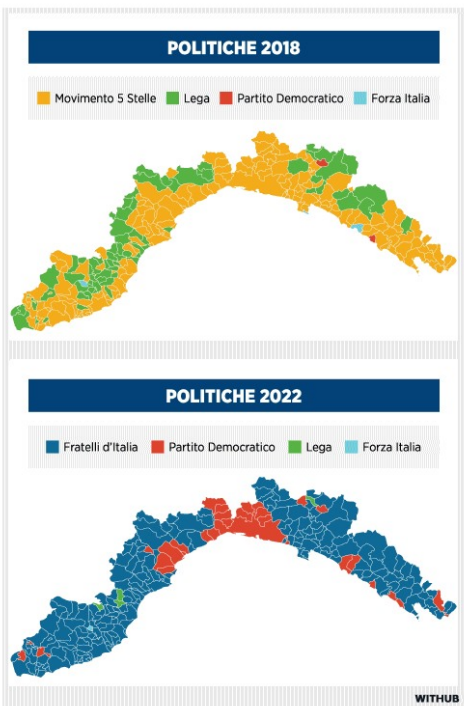 POLITICHE 2018
Movimento 5 Stelle Lega Partito Democratico Forza Italia
POLITICHE 2022
Fratelli d'Italia Partito Democratico Lega Forza Italia
WITHUB